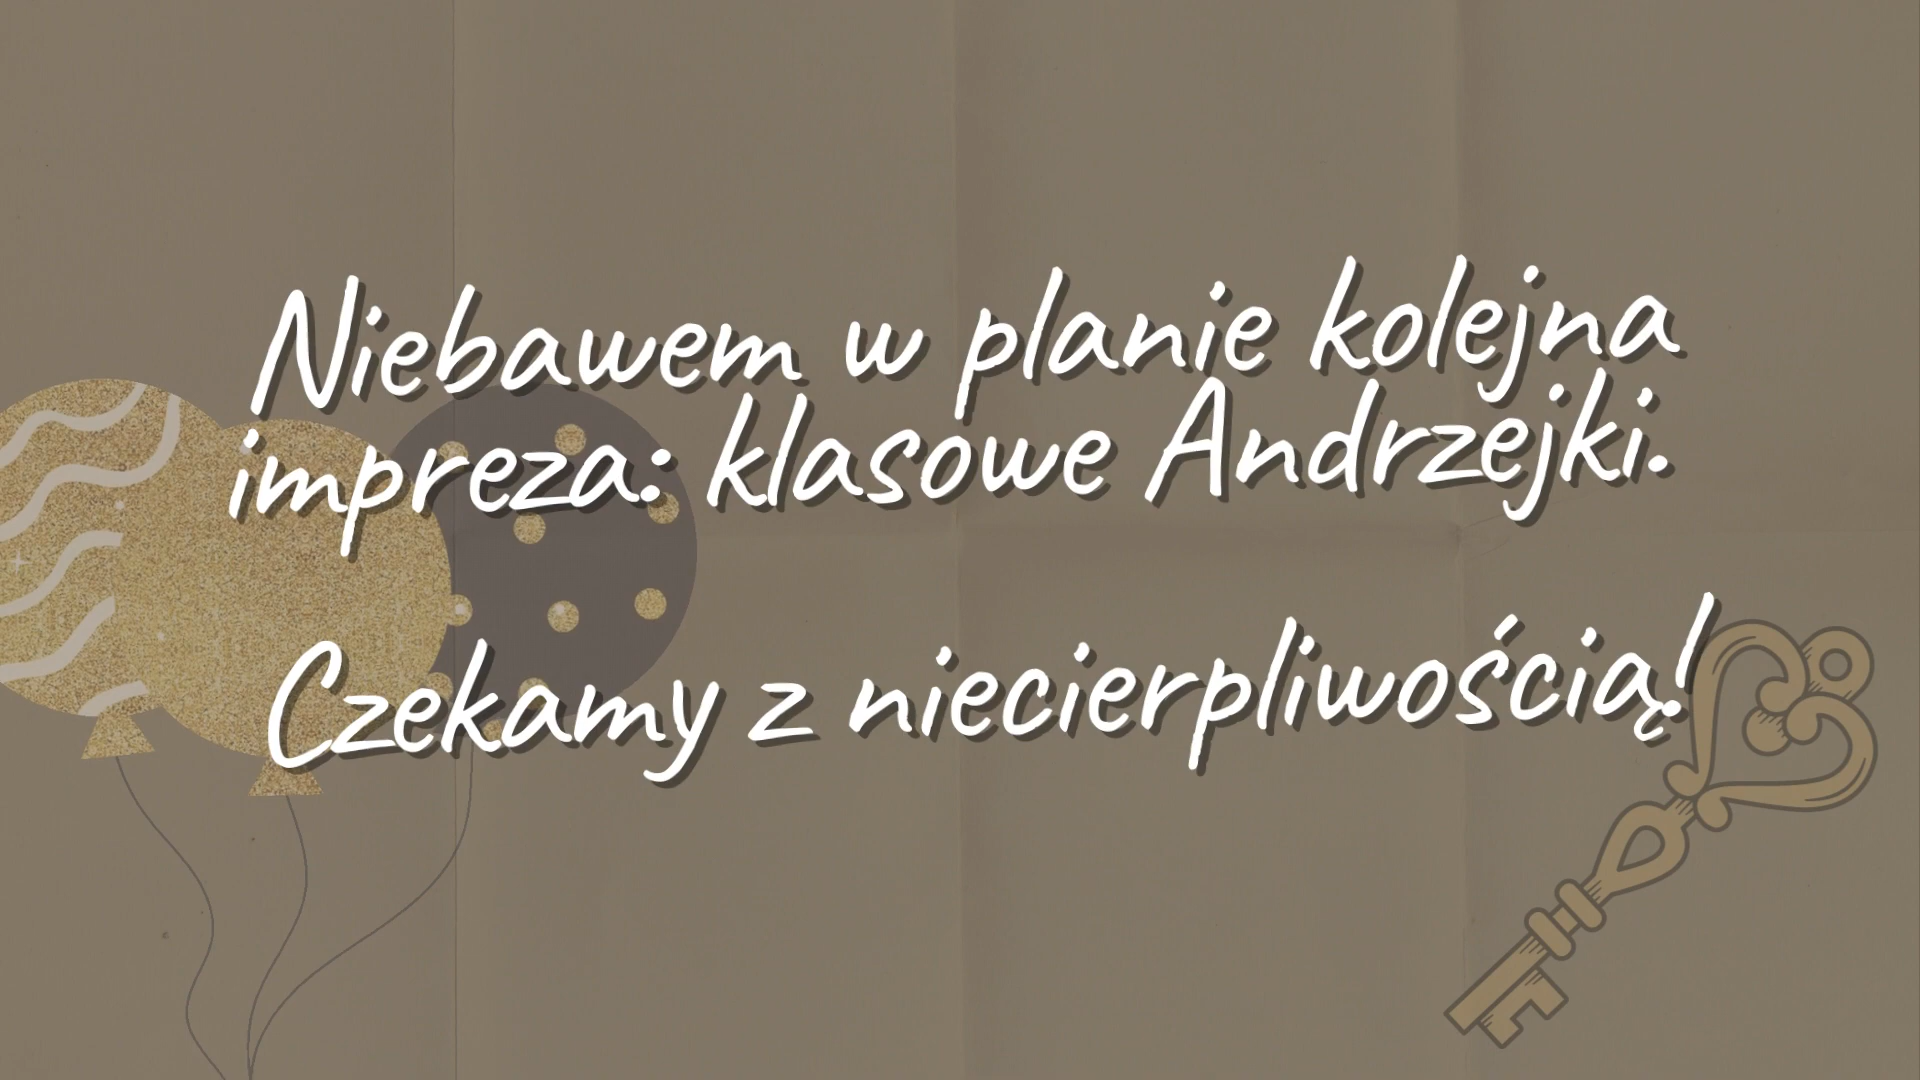 Niebawem w planie kolejna
impreza: klasowe Andrzejki.
Czekamy z niecierpliwością!